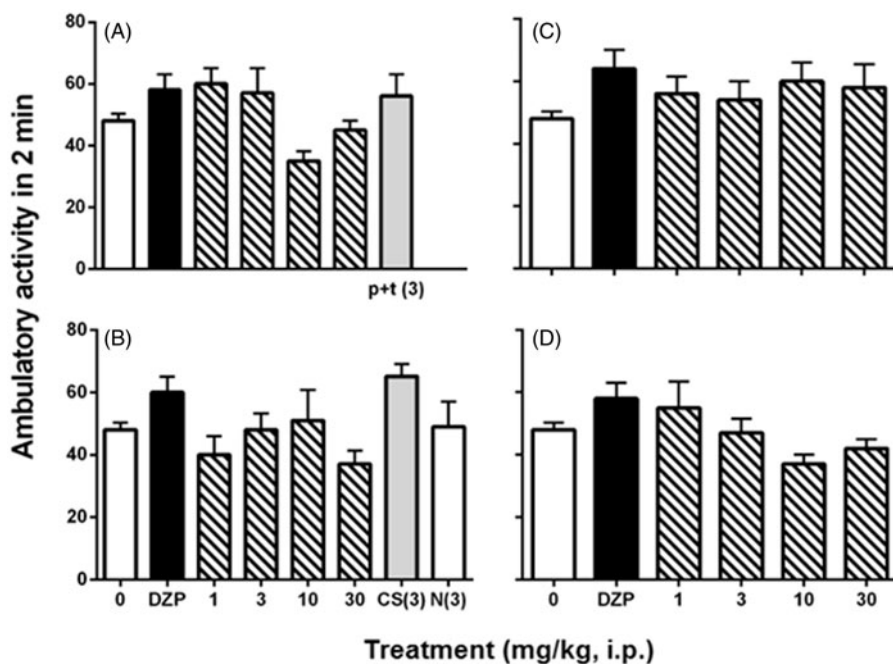 Ambulatory activity in 2 min
(A)
80
60
40
20
0
p+t (3)
(C)
(B)
80
60
40
20
0
0 DZP 1 3 10 30 CS(3) N(3)
(D)
0 DZP 1 3 10 30
Treatment (mg/kg, i.p.)